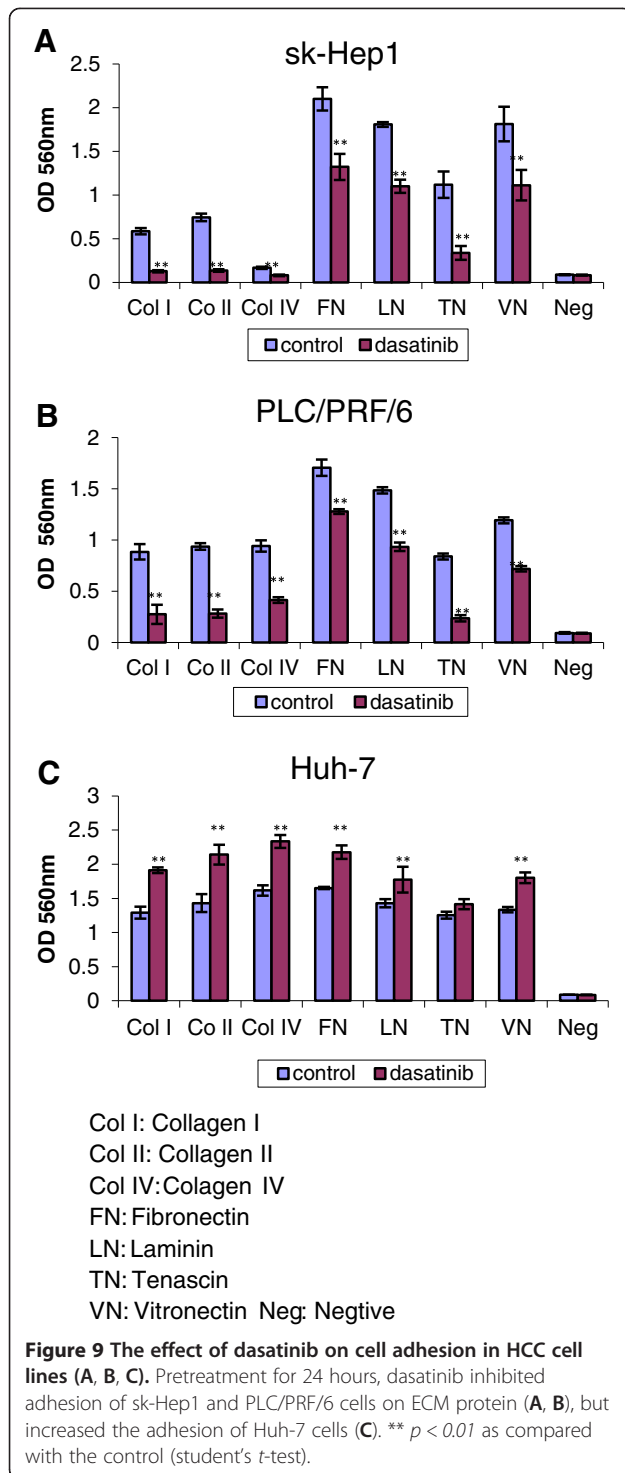 A
sk-Hep1
OD 560nm
2.5
2
1.5
1
0.5
0
** ** ** ** ** ** **
Col I Co II Col IV FN LN TN VN Neg
control dasatinib
B
PLC/PRF/6
OD 560nm
2
1.5
1
0.5
0
** ** ** ** ** ** **
Col I Co II Col IV FN LN TN VN Neg
control dasatinib
C
Huh-7
OD 560nm
3
2.5
2
1.5
1
0.5
0
** ** ** ** ** **
Col I Co II Col IV FN LN TN VN Neg
control dasatinib
Col I: Collagen I
Col II: Collagen II
Col IV:Colagen IV
FN: Fibronectin
LN: Laminin
TN: Tenascin
VN: Vitronectin Neg: Negtive
Figure 9 The effect of dasatinib on cell adhesion in HCC cell
lines (A, B, C). Pretreatment for 24 hours, dasatinib inhibited
adhesion of sk-Hep1 and PLC/PRF/6 cells on ECM protein (A, B), but
increased the adhesion of Huh-7 cells (C). ** p < 0.01 as compared
with the control (student's t-test).